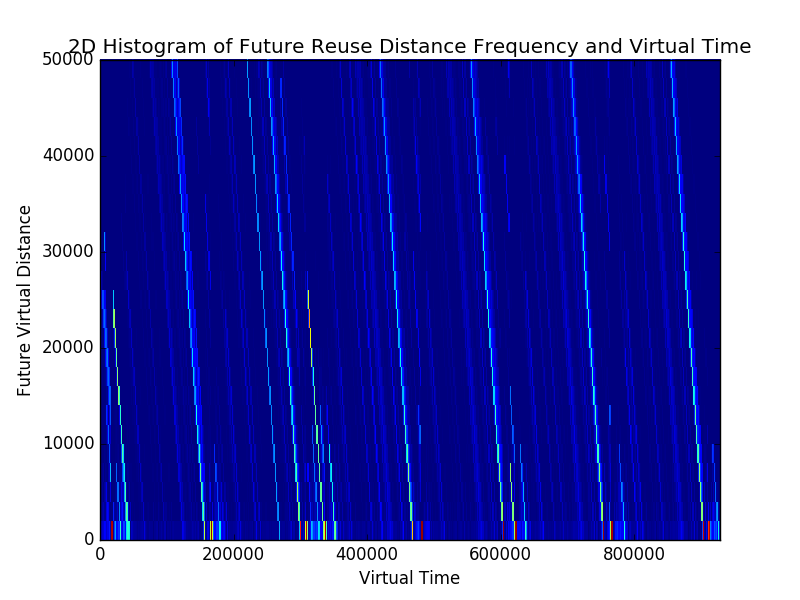 2D Histogram of Future Reuse Distance Frequency and Virtual Time
50000
40000
30000
20000
10000
0
Future Virtual Distance
0 200000 400000 600000 800000
Virtual Time